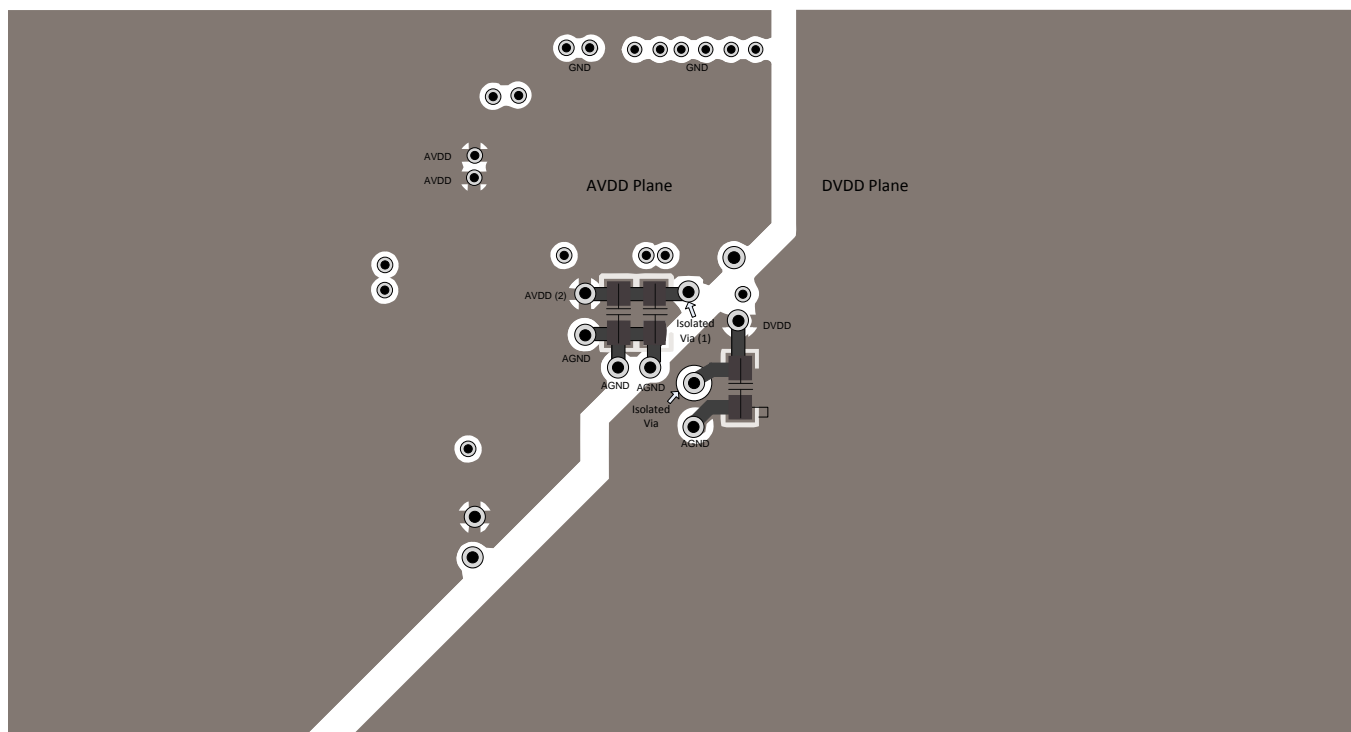 GND
GND
AVDD
AVDD
AVDD Plane
DVDD Plane
AVDD (2)
Isolated
Via (1)
DVDD
AGND
AGND
AGND
Isolated
Via
AGND